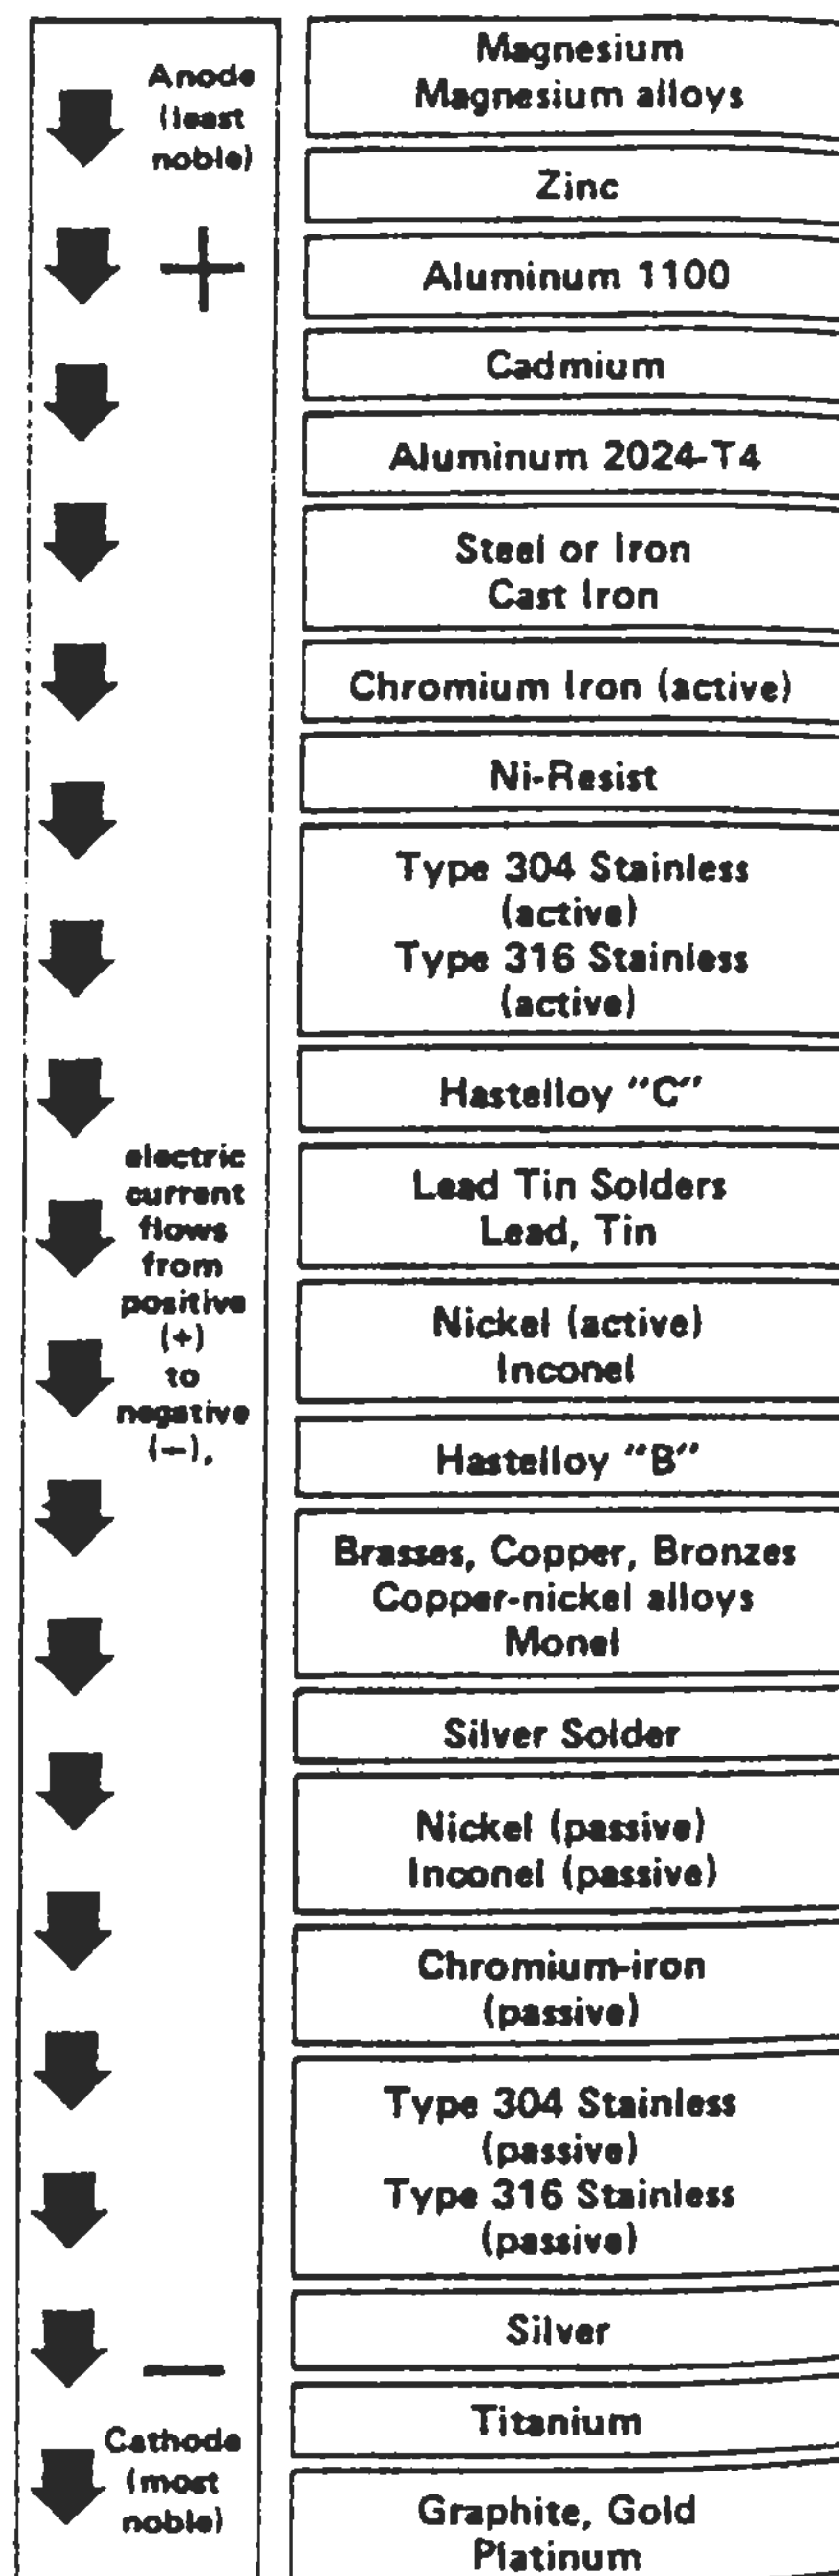 Anode
(least
noble)
+
electric
current
flows
from
positive
(+)
to
negative
(−),
−
Cathode
(most
noble)
Magnesium
Magnesium alloys
Zinc
Aluminum 1100
Cadmium
Aluminum 2024-T4
Steel or Iron
Cast Iron
Chromium Iron (active)
Ni-Resist
Type 304 Stainless
(active)
Type 316 Stainless
(active)
Hastelloy "C"
Lead Tin Solders
Lead, Tin
Nickel (active)
Inconel
Hastelloy "B"
Brasses, Copper, Bronzes
Copper-nickel alloys
Monel
Silver Solder
Nickel (passive)
Inconel (passive)
Chromium-iron
(passive)
Type 304 Stainless
(passive)
Type 316 Stainless
(passive)
Silver
Titanium
Graphite, Gold
Platinum